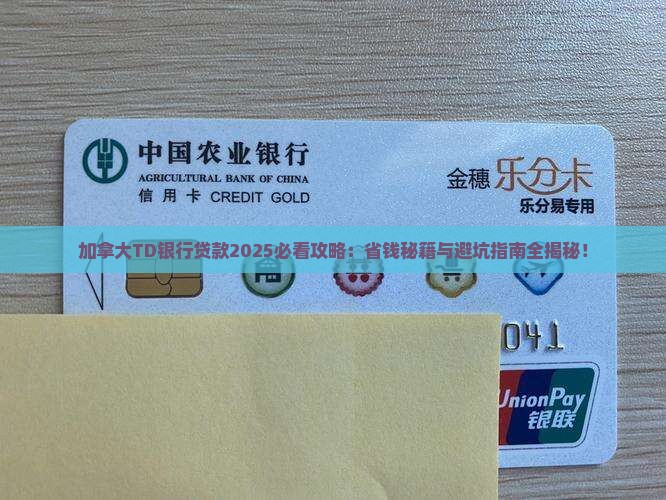 中国农业银行
AGRICULTURAL BANK OF CHINA
信用卡 CREDIT GOLD
金穗 乐分卡
乐分易专用
加拿大TD银行贷款2025必看攻略：省钱秘籍与避坑指南全揭秘！
041
UnionPay
银联